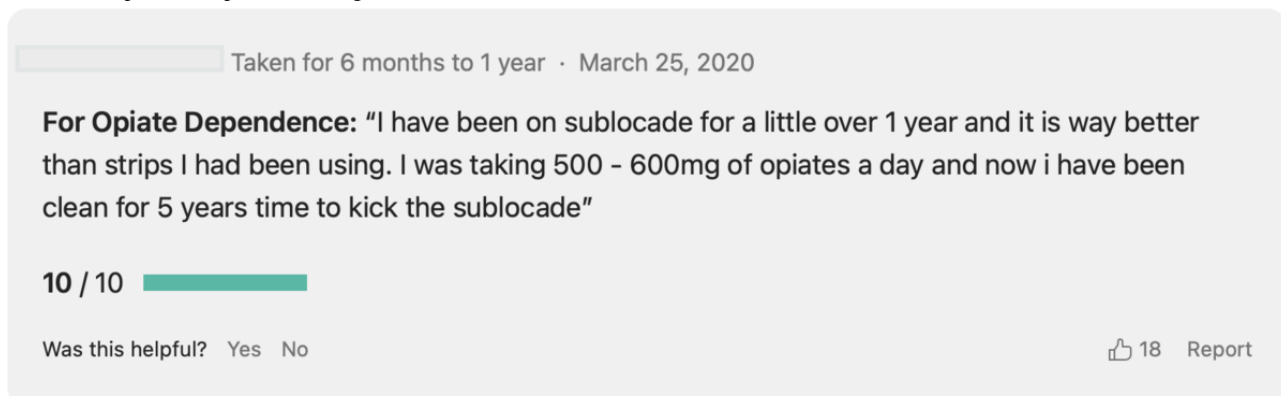 Taken for 6 months to 1 year · March 25, 2020
For Opiate Dependence: “I have been on sublocade for a little over 1 year and it is way better
than strips I had been using. I was taking 500 - 600mg of opiates a day and now i have been
clean for 5 years time to kick the sublocade”
10 / 10
Was this helpful? Yes No 18 Report